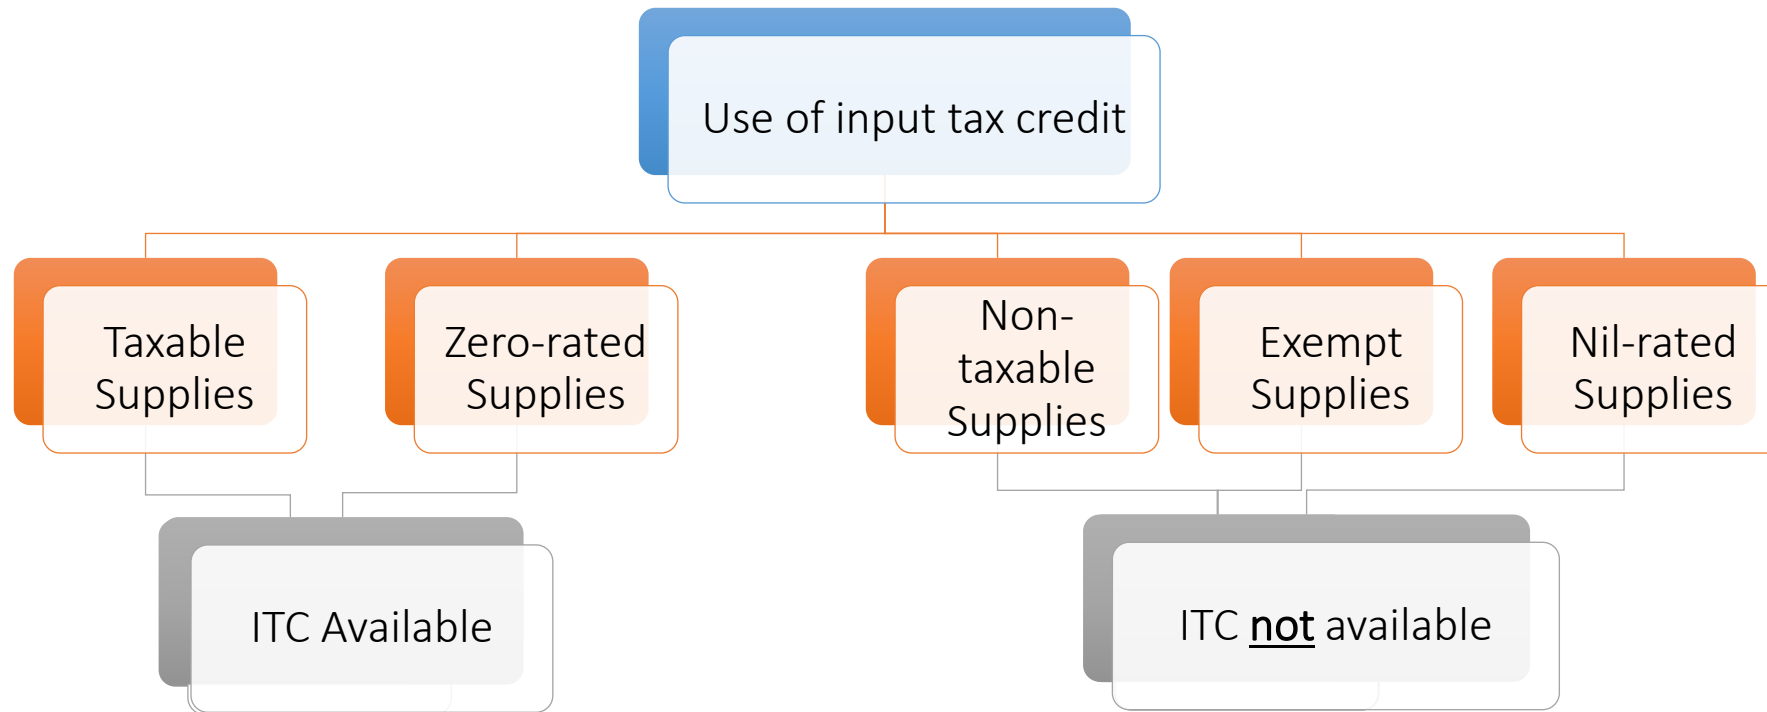 Use of input tax credit
Taxable
Supplies
Zero-rated
Supplies
Non-
taxable
Supplies
Exempt
Supplies
Nil-rated
Supplies
ITC Available
ITC not available